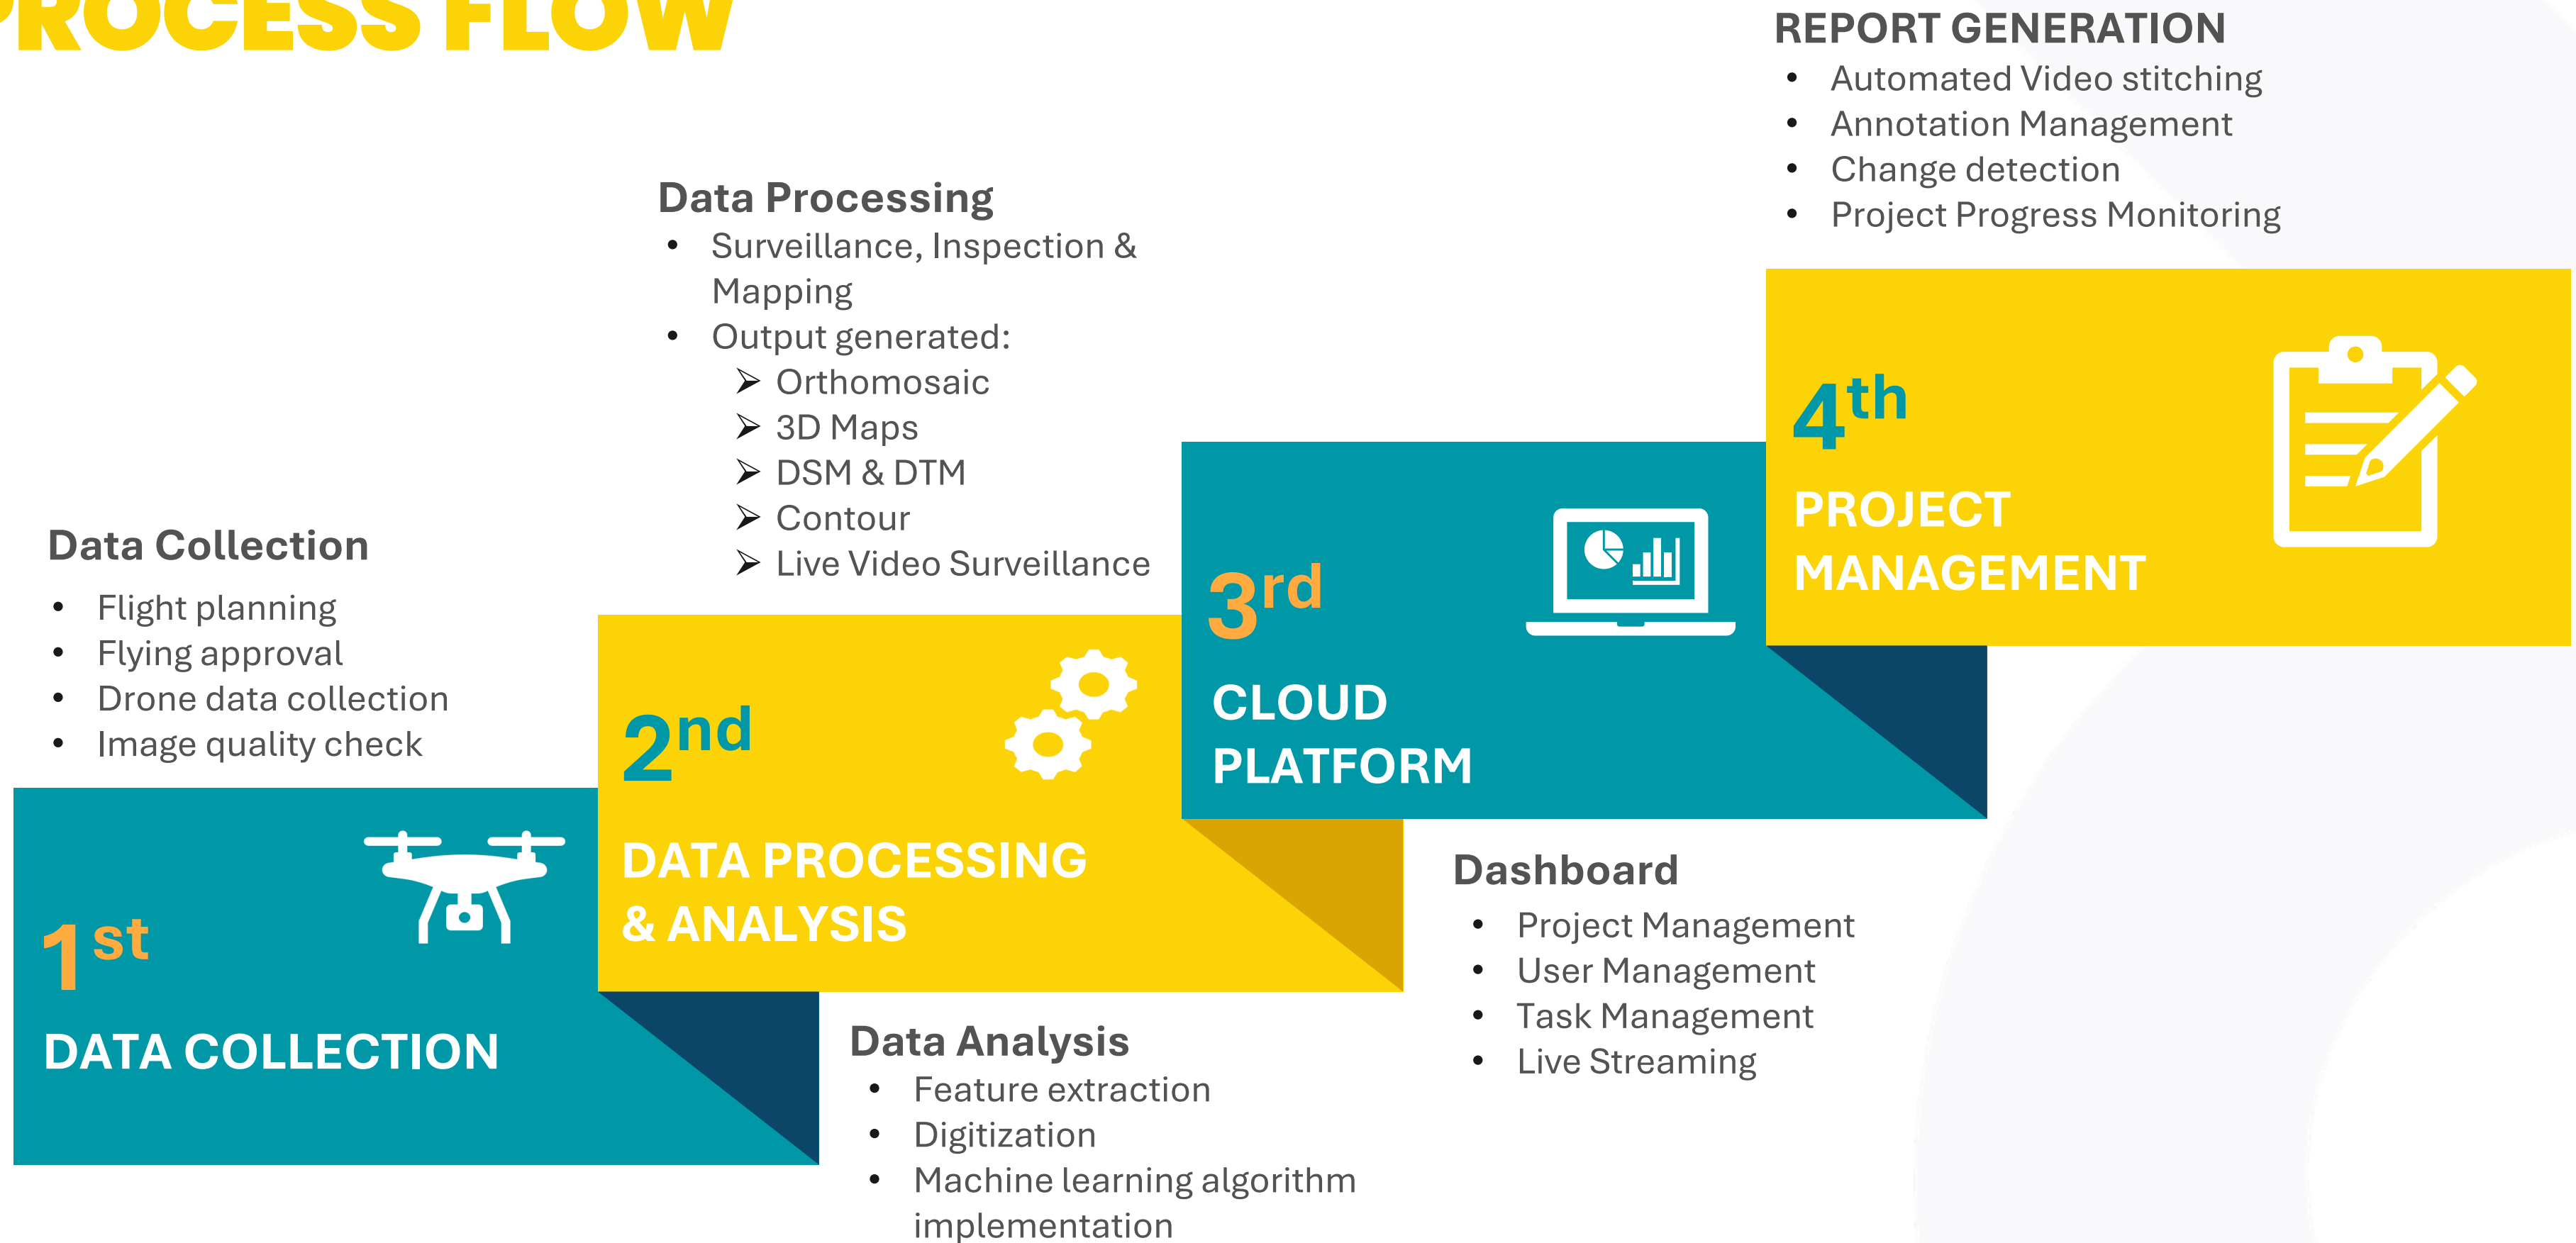 PROCESS FLOW
Data Collection
• Flight planning
• Flying approval
• Drone data collection
• Image quality check
1st
DATA COLLECTION
Data Processing
• Surveillance, Inspection &
Mapping
• Output generated:
➢ Orthomosaic
➢ 3D Maps
➢ DSM & DTM
➢ Contour
➢ Live Video Surveillance
2nd
DATA PROCESSING
& ANALYSIS
Data Analysis
• Feature extraction
• Digitization
• Machine learning algorithm
implementation
3rd
CLOUD
PLATFORM
Dashboard
• Project Management
• User Management
• Task Management
• Live Streaming
REPORT GENERATION
• Automated Video stitching
• Annotation Management
• Change detection
• Project Progress Monitoring
4th
PROJECT
MANAGEMENT